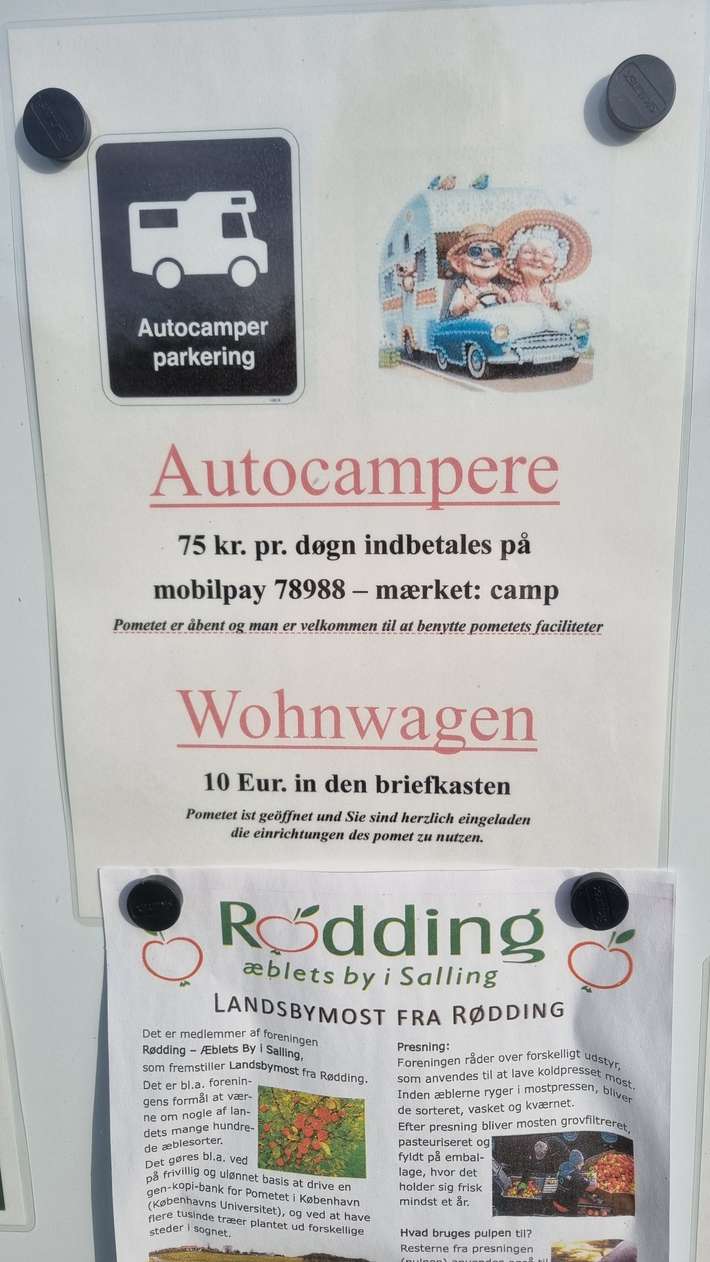 Autocamper
parkering
Autocampere
75 kr. pr. døgn indbetales på
mobilpay 78988 – mærket: camp
Pometet er åbent og man er velkommen til at benytte pometets faciliteter
Wohnwagen
10 Eur. in den briefkasten
Pometet ist geöffnet und Sie sind herzlich eingeladen
die einrichtungen des pomet zu nutzen.
Rødding
æblets by i Salling
LANDSBYMOST FRA RØDDING
Det er medlemmer af foreningen
Rødding – Æblets By i Salling,
som fremstiller Landsbymost fra Rødding.
Det er bl.a. forenin-
gens formål at vær-
ne om nogle af lan-
dets mange hundre-
de æblesorter.
Det gøres bl.a. ved
på frivillig og ulønnet basis at drive en
gen-kopi-bank for Pometet i København
(Københavns Universitet), og ved at have
flere tusinde træer plantet ud forskellige
steder i sognet.
Presning:
Foreningen råder over forskelligt udstyr,
som anvendes til at lave koldpresset most.
Inden æblerne ryger i mostpressen, bliver
de sorteret, vasket og kværnet.
Efter presning bliver mosten grovfiltreret,
pasteuriseret og
fyldt på embal-
lage, hvor det
holder sig frisk
mindst et år.
Hvad bruges pulpen til?
Resterne fra presningen